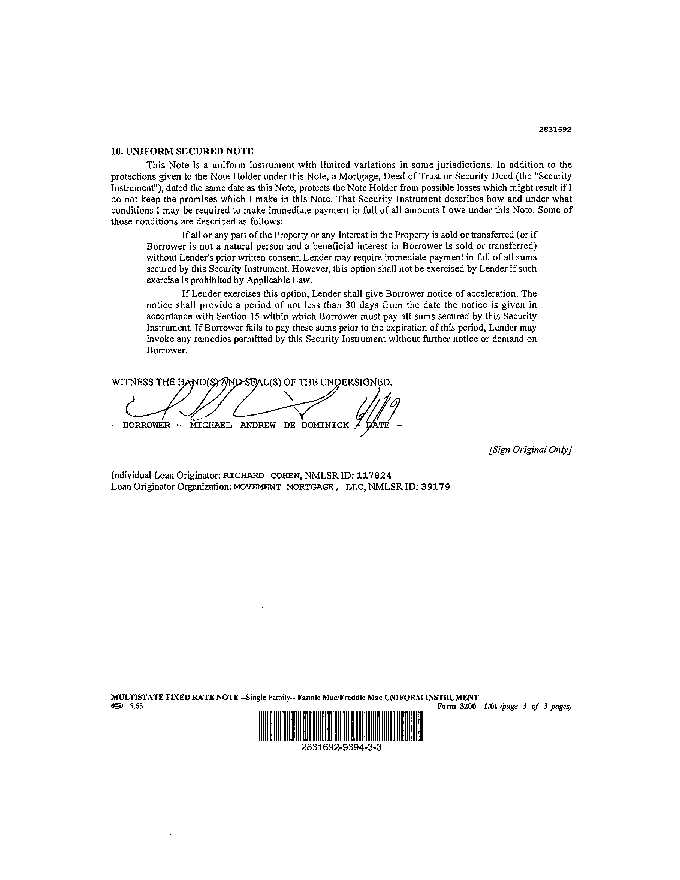 2831692
10. UNIFORM SECURED NOTE
This Note is a uniform instrument with limited variations in some jurisdictions. In addition to the
protections given to the Note Holder under this Note, a Mortgage, Deed of Trust or Security Deed (the "Security
Instrument"), dated the same date as this Note, protects the Note Holder from possible losses which might result if I
do not keep the promises which I make in this Note. That Security Instrument describes how and under what
conditions I may be required to make immediate payment in full of all amounts I owe under this Note. Some of
those conditions are described as follows:
If all or any part of the Property or any Interest in the Property is sold or transferred (or if
Borrower is not a natural person and a beneficial interest in Borrower is sold or transferred)
without Lender's prior written consent, Lender may require immediate payment in full of all sums
secured by this Security Instrument. However, this option shall not be exercised by Lender if such
exercise is prohibited by Applicable Law.
If Lender exercises this option, Lender shall give Borrower notice of acceleration. The
notice shall provide a period of not less than 30 days from the date the notice is given in
accordance with Section 15 within which Borrower must pay all sums secured by this Security
Instrument. If Borrower fails to pay these sums prior to the expiration of this period, Lender may
invoke any remedies permitted by this Security Instrument without further notice or demand on
Borrower.
WITNESS THE HAND(S) AND SEAL(S) OF THE UNDERSIGNED.
- BORROWER - MICHAEL ANDREW DE DOMINICK - DATE -
[Sign Original Only]
Individual Loan Originator: RICHARD COHEN, NMLSR ID: 117824
Loan Originator Organization: MOVEMENT MORTGAGE, LLC, NMLSR ID: 39179
MULTISTATE FIXED RATE NOTE --Single Family-- Fannie Mae/Freddie Mac UNIFORM INSTRUMENT
Form 3200 1/01 (page 3 of 3 pages)
2831692-9394-3-3